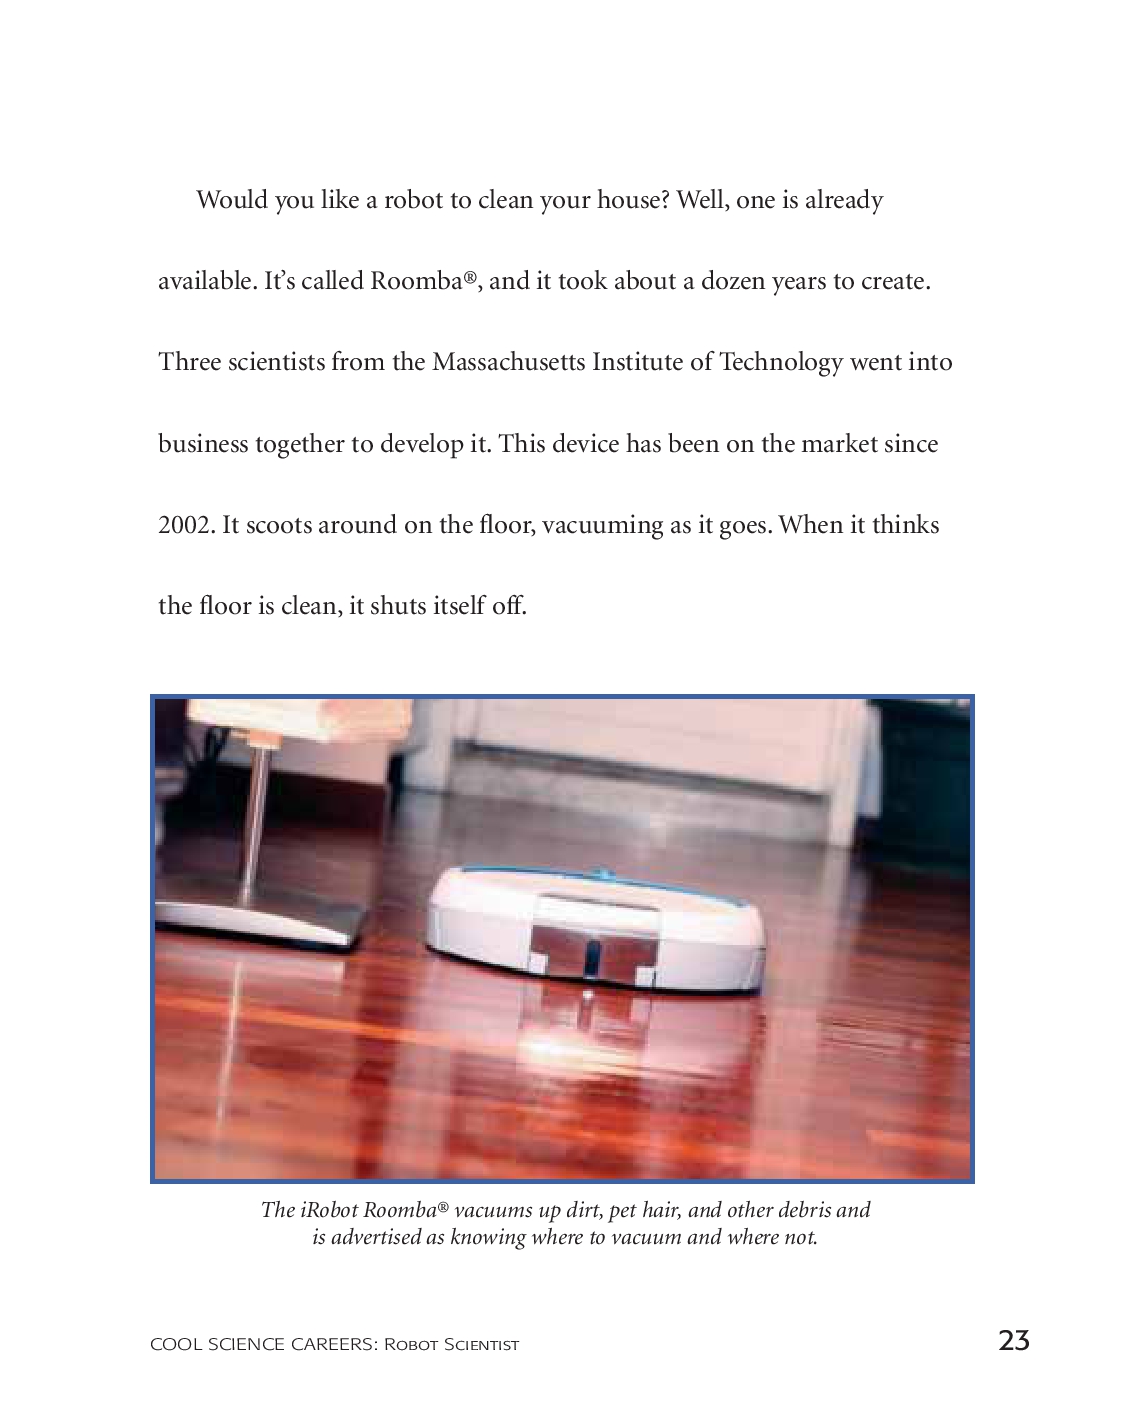 Would you like a robot to clean your house? Well, one is already
available. It’s called Roomba®, and it took about a dozen years to create.
Three scientists from the Massachusetts Institute of Technology went into
business together to develop it. This device has been on the market since
2002. It scoots around on the floor, vacuuming as it goes. When it thinks
the floor is clean, it shuts itself off.
The iRobot Roomba® vacuums up dirt, pet hair, and other debris and
is advertised as knowing where to vacuum and where not.
COOL SCIENCE CAREERS: ROBOT SCIENTIST
23